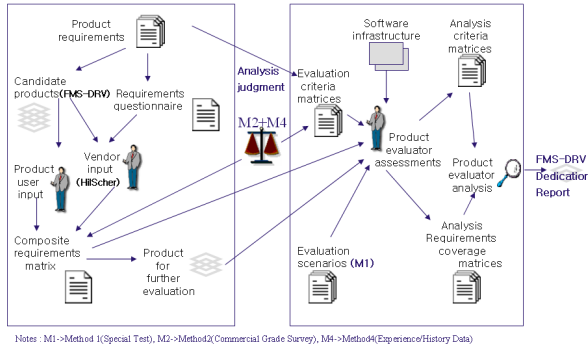 Product
requirements
Candidate
products(FMS-DRV)
Requirements
questionnaire
Vendor
input
(HilScher)
Product
user
input
Composite
requirements
matrix
Product
for
further
evaluation
Analysis
judgment
M2+M4
Software
infrastructure
Analysis
criteria
matrices
Evaluation
criteria
matrices
Product
evaluator
assessments
Product
evaluator
analysis
FMS-DRV
Dedication
Report
Evaluation
scenarios (M1)
Analysis
Requirements
coverage
matrices
Notes : M1->Method 1(Special Test), M2->Method2(Commercial Grade Survey), M4->Method4(Experience/History Data)